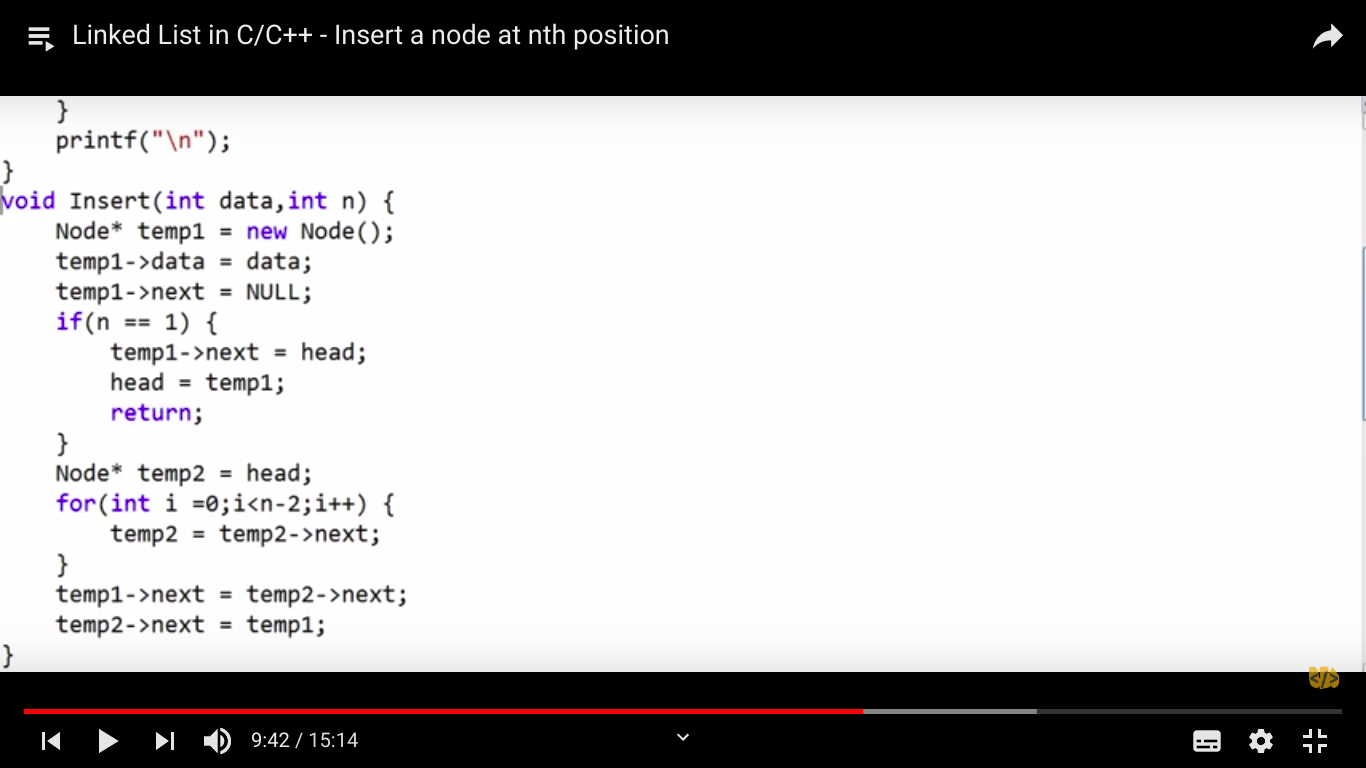 Linked List in C/C++ - Insert a node at nth position
}
printf("\n");
}
void Insert(int data,int n) {
Node* temp1 = new Node();
temp1->data = data;
temp1->next = NULL;
if(n == 1) {
temp1->next = head;
head = temp1;
return;
}
Node* temp2 = head;
for(int i =0;i<n-2;i++) {
temp2 = temp2->next;
}
temp1->next = temp2->next;
temp2->next = temp1;
}
</>
9:42 / 15:14